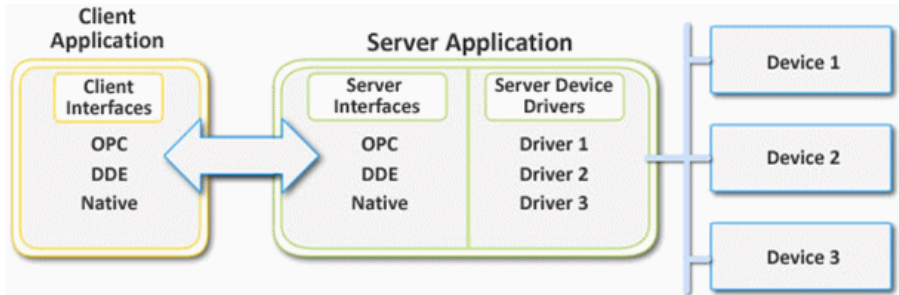 Client
Application
Client
Interfaces
OPC
DDE
Native
Server Application
Server
Interfaces
OPC
DDE
Native
Server Device
Drivers
Driver 1
Driver 2
Driver 3
Device 1
Device 2
Device 3